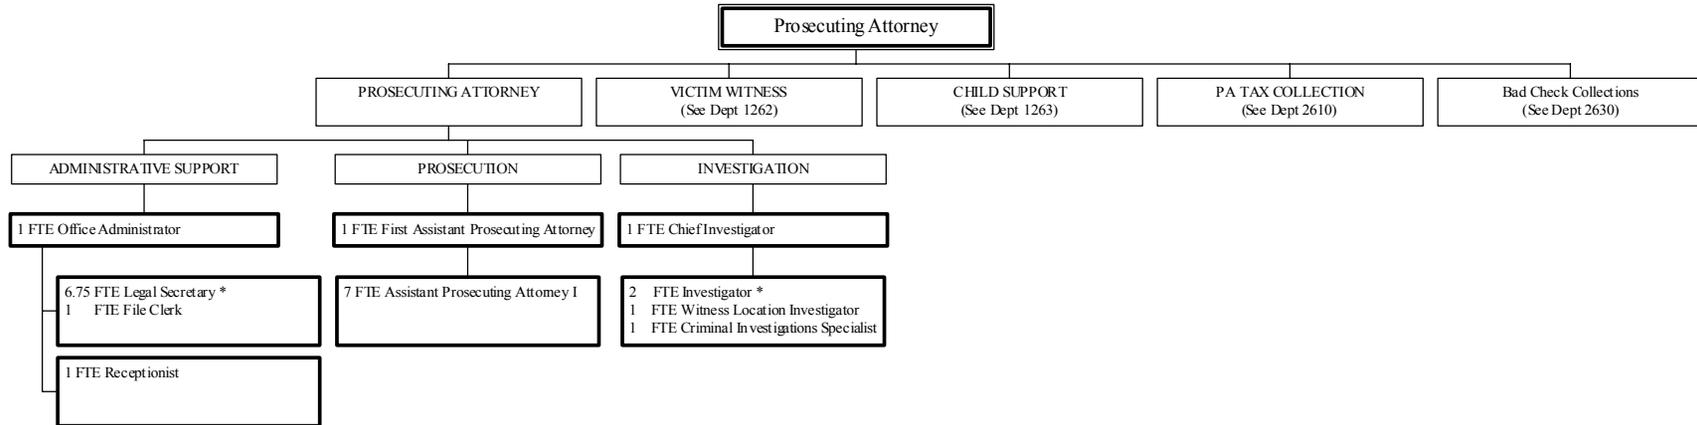 Prosecuting Attorney
PROSECUTING ATTORNEY
VICTIM WITNESS
(See Dept 1262)
CHILD SUPPORT
(See Dept 1263)
PA TAX COLLECTION
(See Dept 2610)
Bad Check Collections
(See Dept 2630)
ADMINISTRATIVE SUPPORT
PROSECUTION
INVESTIGATION
1 FTE Office Administrator
1 FTE First Assistant Prosecuting Attorney
1 FTE Chief Investigator
6.75 FTE Legal Secretary *
1 FTE File Clerk
7 FTE Assistant Prosecuting Attorney I
2 FTE Investigator *
1 FTE Witness Location Investigator
1 FTE Criminal Investigations Specialist
1 FTE Receptionist